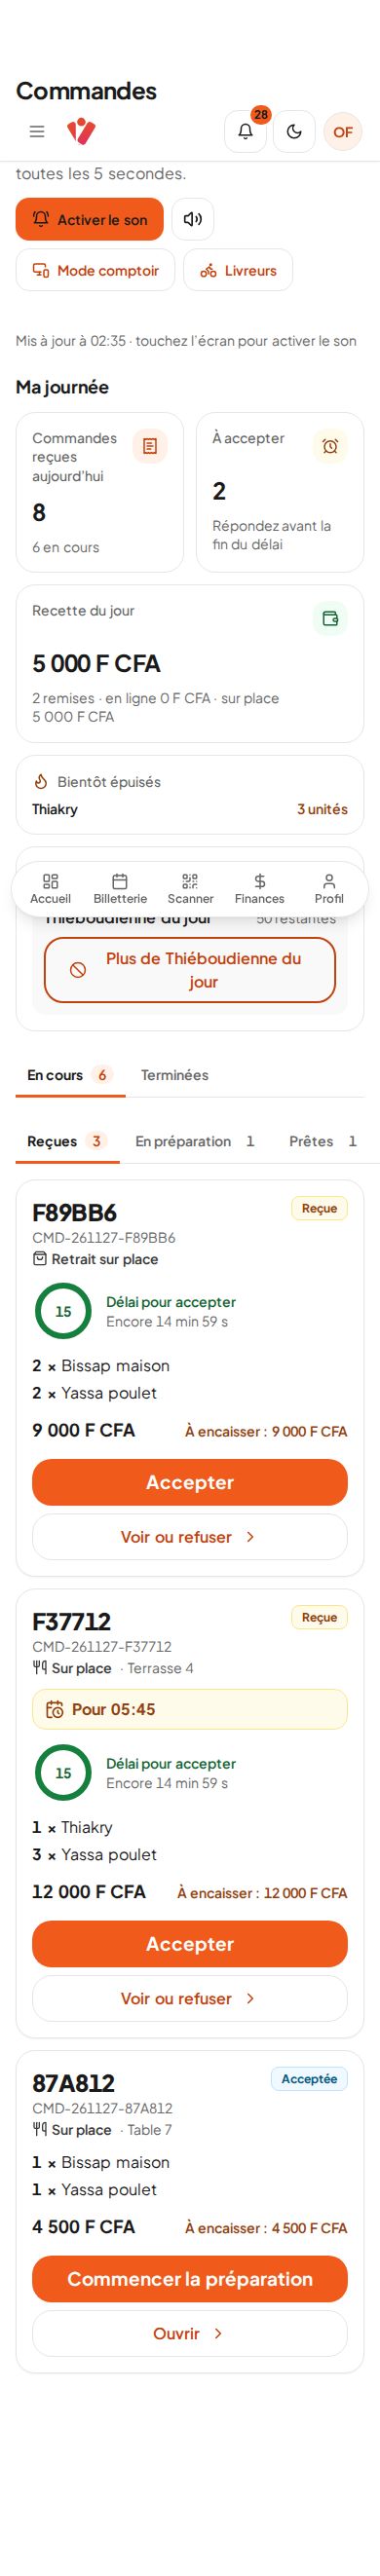 Commandes
28
OF
toutes les 5 secondes.
Activer le son
Mode comptoir
Livreurs
Mis à jour à 02:35 · touchez l'écran pour activer le son
Ma journée
Commandes
reçues
aujourd'hui
8
6 en cours
À accepter
2
Répondez avant la
fin du délai
Recette du jour
5 000 F CFA
2 remises · en ligne 0 F CFA · sur place
5 000 F CFA
Bientôt épuisés
Thiakry 3 unités
Accueil Billetterie Scanner Finances Profil
Thiéboudienne du jour 50 restantes
Plus de Thiéboudienne du
jour
En cours 6 Terminées
Reçues 3 En préparation 1 Prêtes 1
F89BB6 Reçue
CMD-261127-F89BB6
Retrait sur place
15
Délai pour accepter
Encore 14 min 59 s
2 × Bissap maison
2 × Yassa poulet
9 000 F CFA À encaisser : 9 000 F CFA
Accepter
Voir ou refuser
F37712 Reçue
CMD-261127-F37712
Sur place · Terrasse 4
Pour 05:45
15
Délai pour accepter
Encore 14 min 59 s
1 × Thiakry
3 × Yassa poulet
12 000 F CFA À encaisser : 12 000 F CFA
Accepter
Voir ou refuser
87A812 Acceptée
CMD-261127-87A812
Sur place · Table 7
1 × Bissap maison
1 × Yassa poulet
4 500 F CFA À encaisser : 4 500 F CFA
Commencer la préparation
Ouvrir